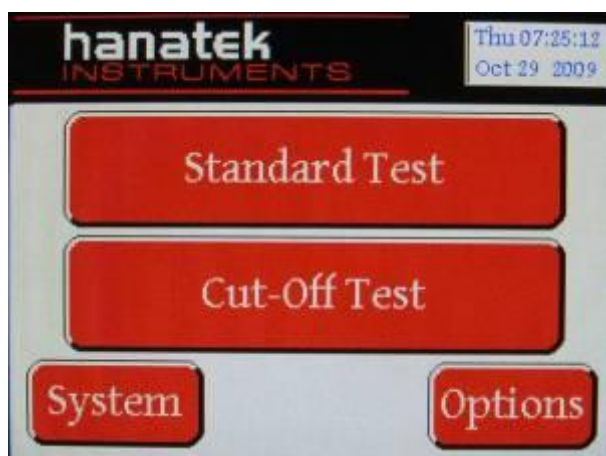 hanatek
INSTRUMENTS
Thu 07:25:12
Oct 29 2009
Standard Test
Cut-Off Test
System
Options